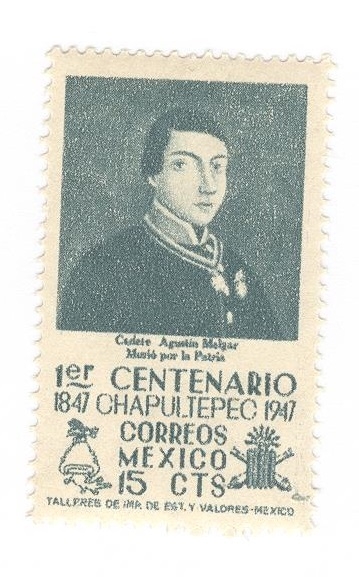 Cadete Agustín Melgar
Murió por la Patria
1er CENTENARIO
1847 CHAPULTEPEC 1947
CORREOS
MEXICO
15 CTS
TALLERES DE IMP. DE EST. Y VALORES-MEXICO